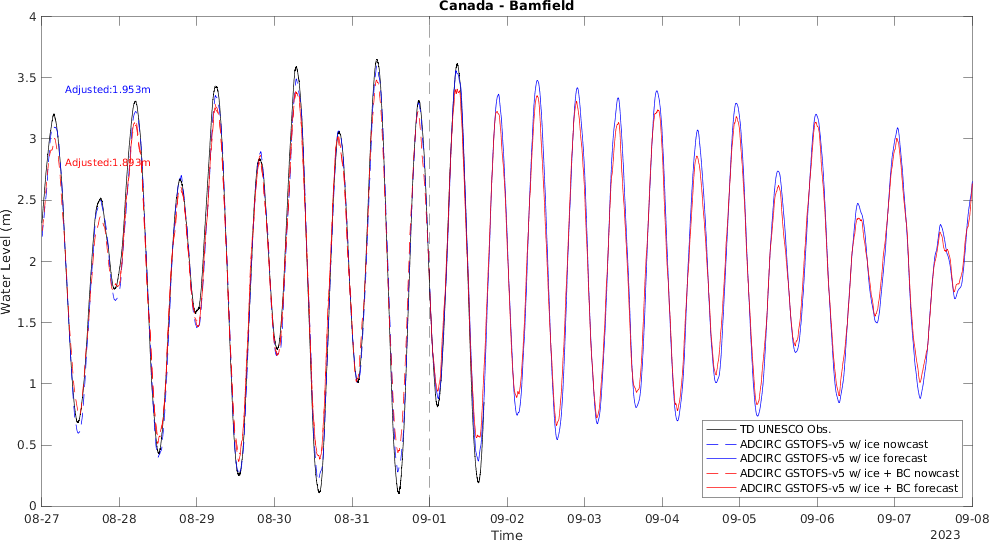 Canada - Bamfield
4
3.5
3
2.5
2
1.5
1
0.5
0
Water Level (m)
Adjusted:1.953m
Adjusted:1.893m
TD UNESCO Obs.
ADCIRC GSTOFS-v5 w/ ice nowcast
ADCIRC GSTOFS-v5 w/ ice forecast
ADCIRC GSTOFS-v5 w/ ice + BC nowcast
ADCIRC GSTOFS-v5 w/ ice + BC forecast
08-27 08-28 08-29 08-30 08-31 09-01 09-02 09-03 09-04 09-05 09-06 09-07 09-08
Time
2023